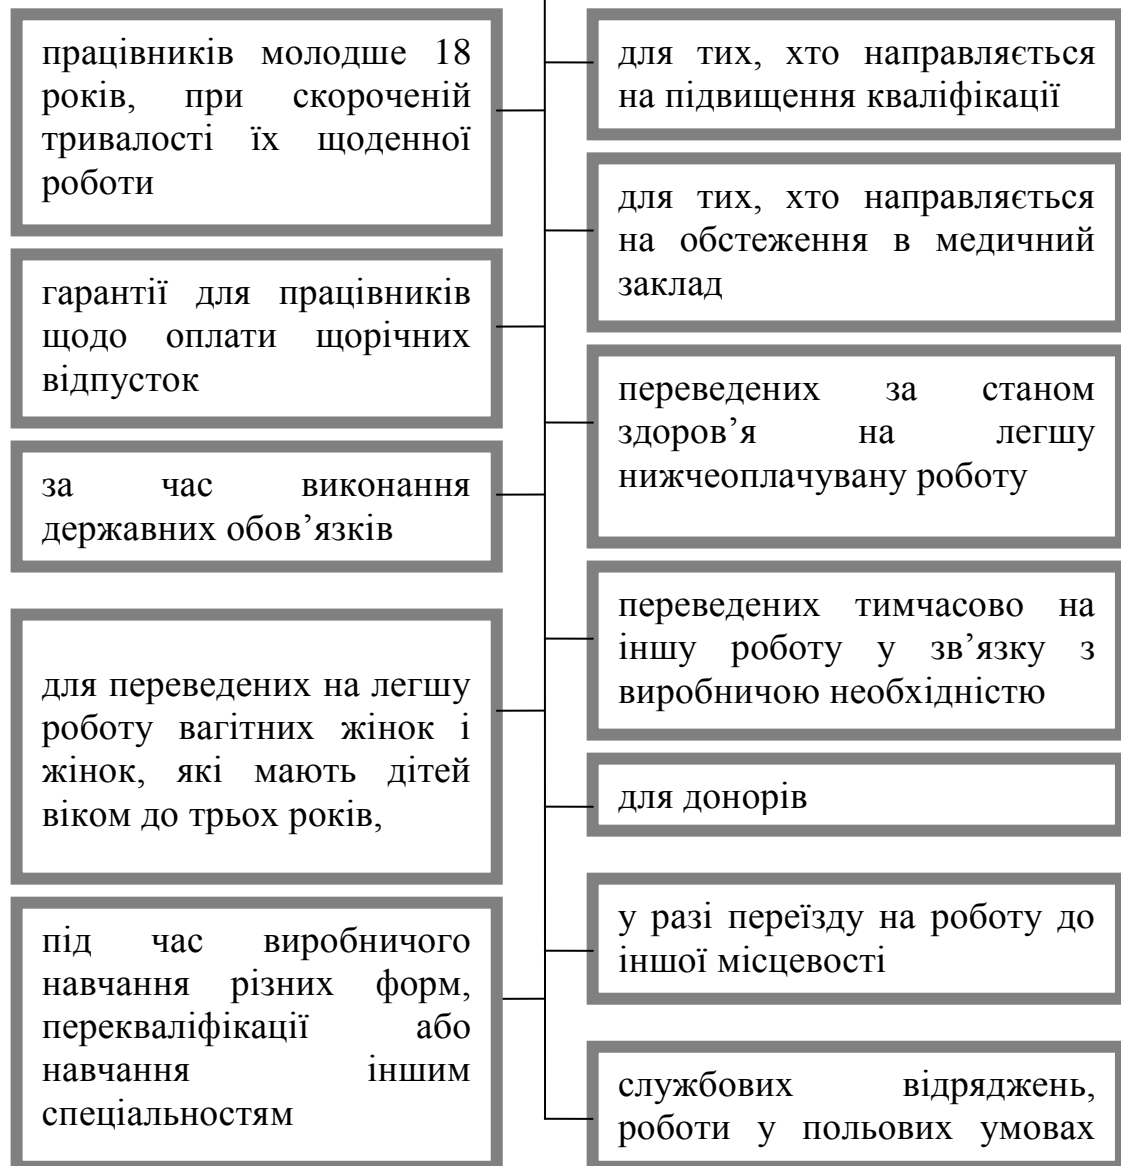 працівників молодше 18
років, при скороченій
тривалості їх щоденної
роботи
гарантії для працівників
щодо оплати щорічних
відпусток
за час виконання
державних обов’язків
для переведених на легшу
роботу вагітних жінок і
жінок, які мають дітей
віком до трьох років,
під час виробничого
навчання різних форм,
перекваліфікації або
навчання іншим
спеціальностям
для тих, хто направляється
на підвищення кваліфікації
для тих, хто направляється
на обстеження в медичний
заклад
переведених за станом
здоров’я на легшу
нижчеоплачувану роботу
переведених тимчасово на
іншу роботу у зв’язку з
виробничою необхідністю
для донорів
у разі переїзду на роботу до
іншої місцевості
службових відряджень,
роботи у польових умовах